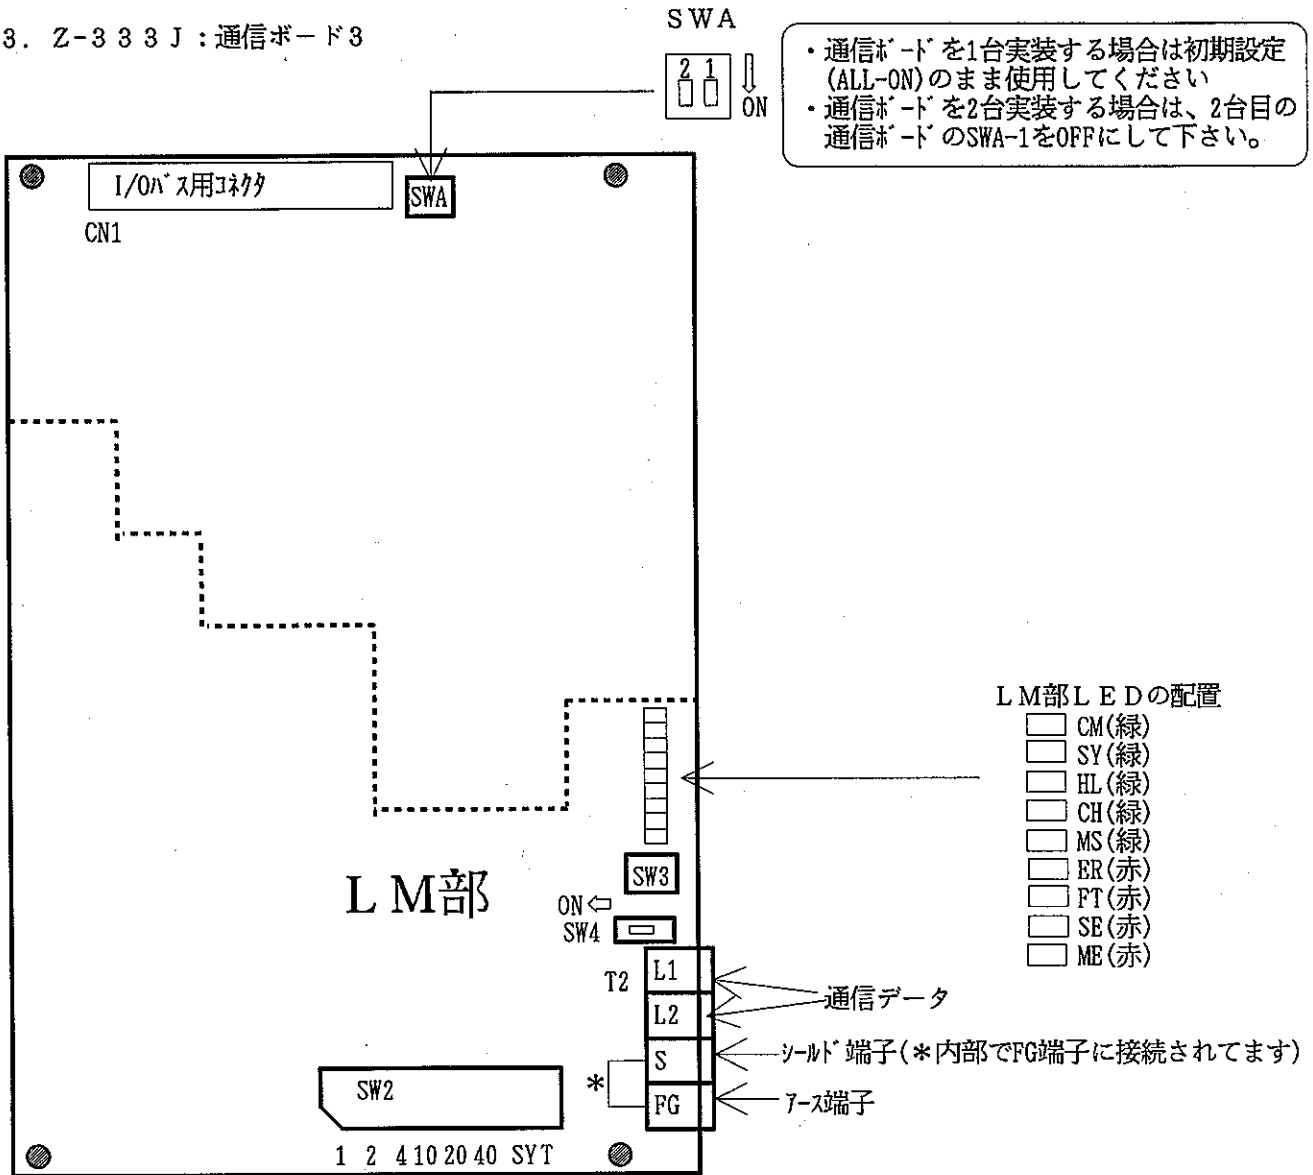 3. Z-333J:通信ボード3
SWA
2 1
ON
・通信ボードを1台実装する場合は初期設定
(ALL-ON)のまま使用してください
・通信ボードを2台実装する場合は、2台目の
通信ボードのSWA-1をOFFにして下さい。
I/Oバス用コネクタ
SWA
CN1
LM部LEDの配置
CM(緑)
SY(緑)
HL(緑)
CH(緑)
MS(緑)
ER(赤)
FT(赤)
SE(赤)
ME(赤)
LM部
SW3
ON
SW4
T2
L1
L2
通信データ
S
シールド端子(*内部でFG端子に接続されてます)
*
FG
アース端子
SW2
1 2 4 10 20 40 SYT